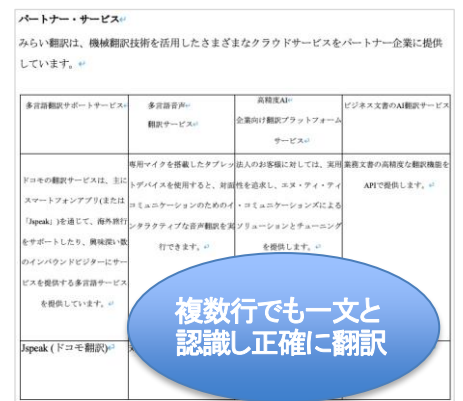 パートナー・サービス
みらい翻訳は、機械翻訳技術を活用したさまざまなクラウドサービスをパートナー企業に提供
しています。
多言語翻訳サポートサービス
多言語音声
翻訳サービス
高精度AI
企業向け翻訳プラットフォーム
サービス
ビジネス文書のAI翻訳サービス
ドコモの翻訳サービスは、主に
スマートフォンアプリ(または
「Jspeak」)を通じて、海外旅行
をサポートしたり、興味深い数
のインバウンドビジターにサー
ビスを提供する多言語サービス
を提供しています。
専用マイクを搭載したタブレッ
トデバイスを使用すると、対面
コミュニケーションのためのイ
ンタラクティブな音声翻訳を実
行できます。
法人のお客様に対しては、実用
性を追求し、エヌ・ティ・ティ
・コミュニケーションズによる
ソリューションとチューニング
を提供します。
業務文書の高精度な翻訳機能を
APIで提供します。
Jspeak (ドコモ翻訳)
複数行でも一文と
認識し正確に翻訳